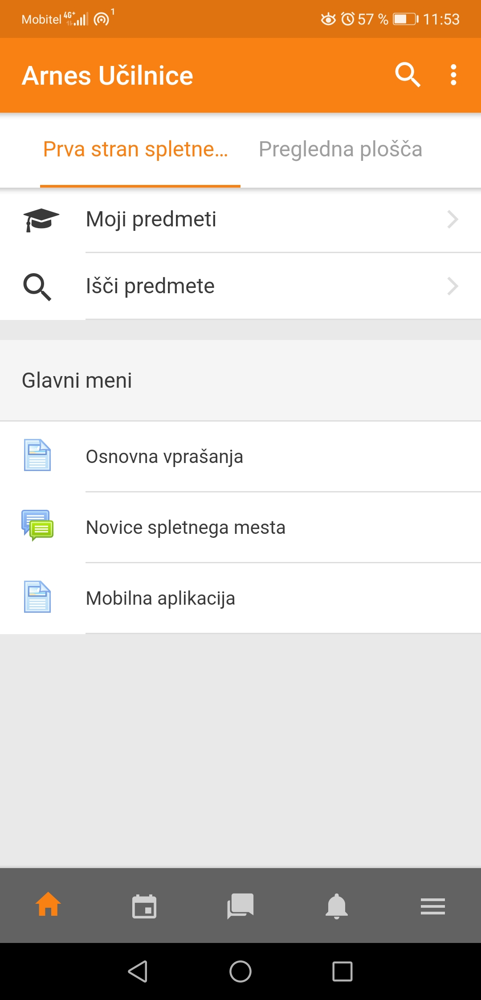 Mobitel 4G+ 1 57 % 11:53
Arnes Učilnice
Prva stran spletne... Pregledna plošča
Moji predmeti
Išči predmete
Glavni meni
Osnovna vprašanja
Novice spletnega mesta
Mobilna aplikacija